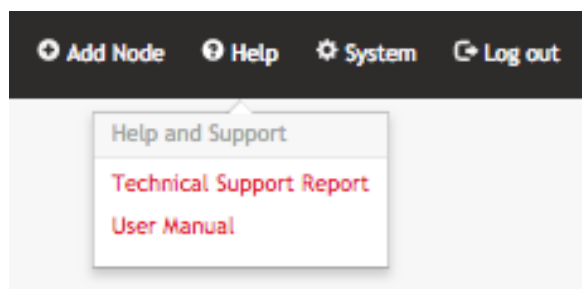 Add Node Help System Log out
Help and Support
Technical Support Report
User Manual